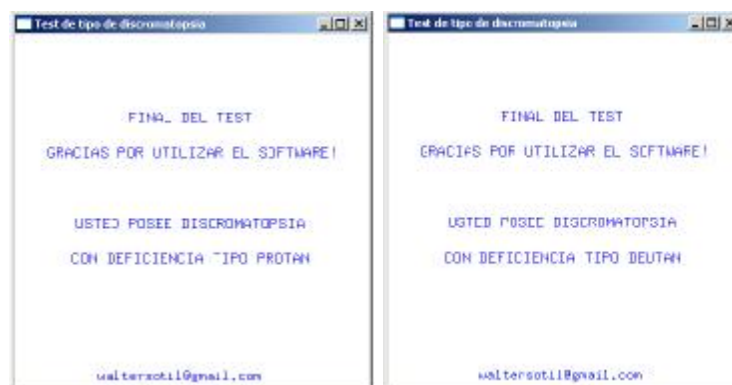 Test de tipo de discromatopsia
FINAL DEL TEST
GRACIAS POR UTILIZAR EL SOFTWARE!
USTED POSEE DISCROMATOPSIA
CON DEFICIENCIA TIPO PROTAN
waltersotil@gmail.com
Test de tipo de discromatopsia
FINAL DEL TEST
GRACIAS POR UTILIZAR EL SOFTWARE!
USTED POSEE DISCROMATOPSIA
CON DEFICIENCIA TIPO DEUTAN
waltersotil@gmail.com